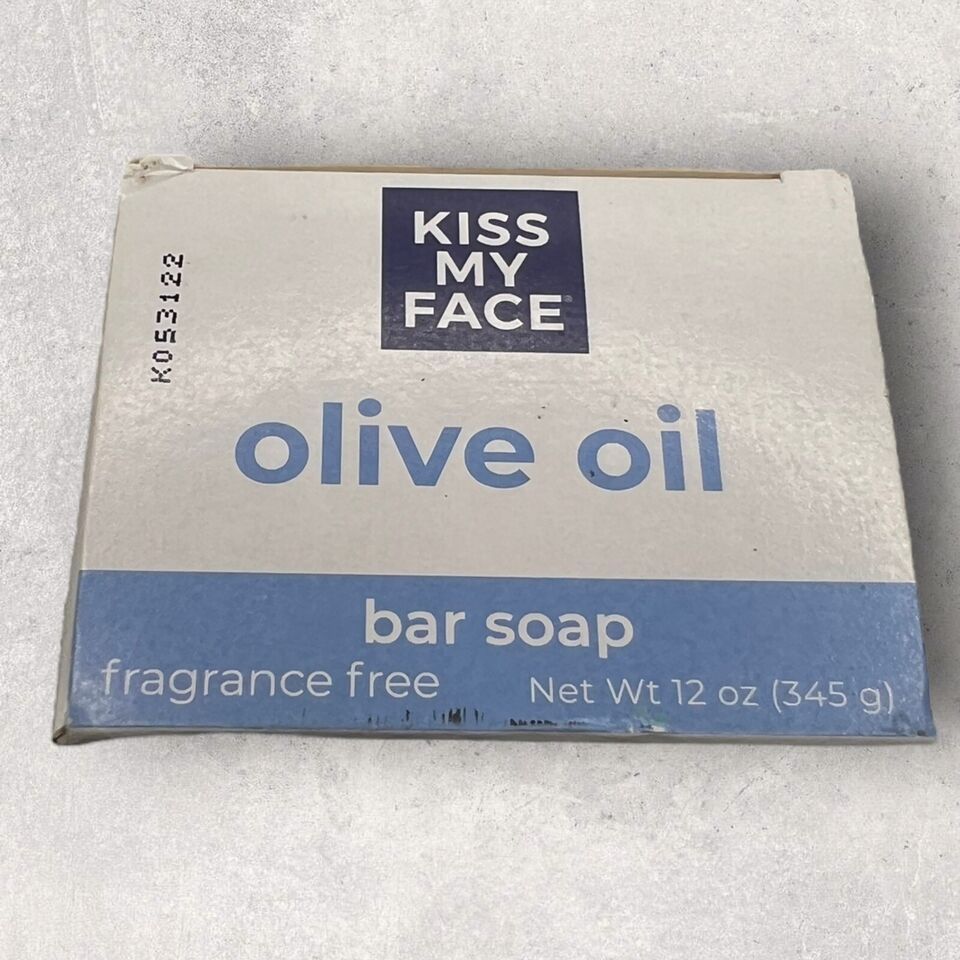 KISS
MY
FACE®
K053122
olive oil
bar soap
fragrance free
Net Wt 12 oz (345 g)